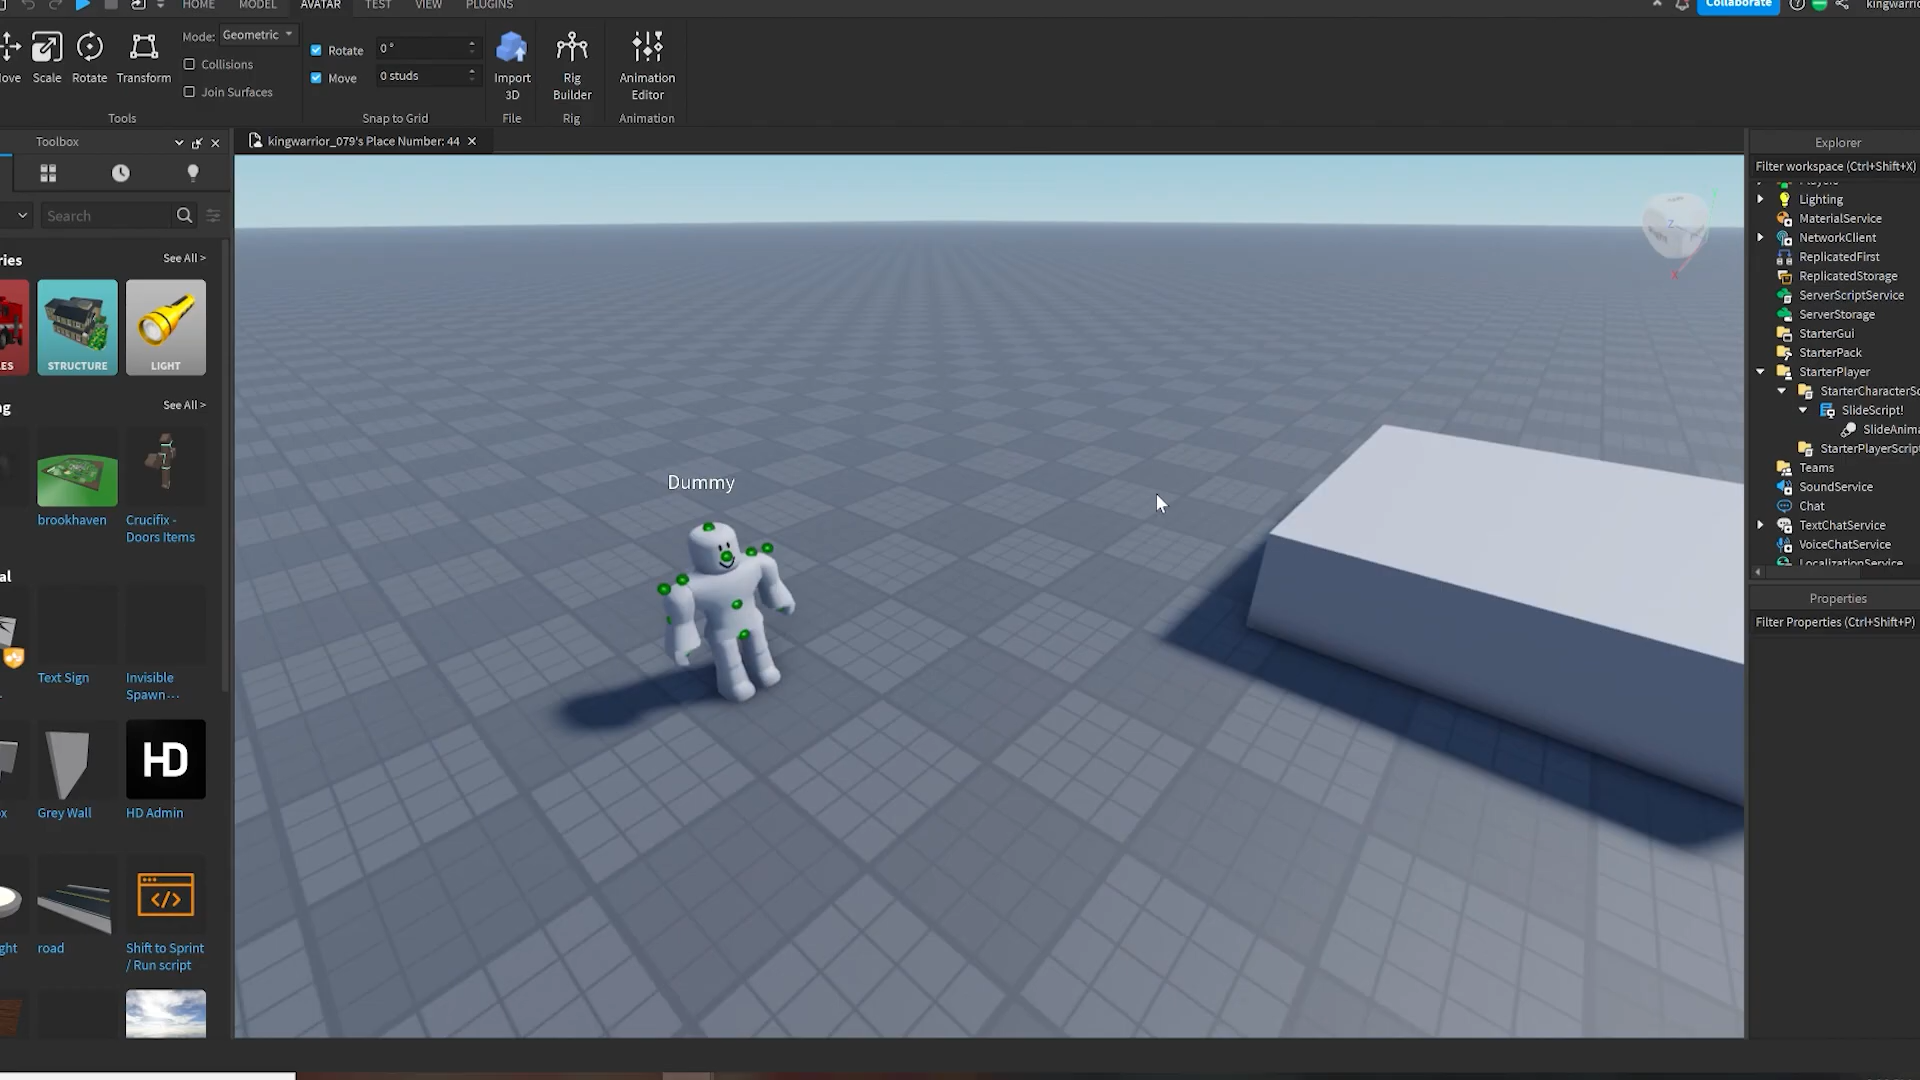 HOME MODEL AVATAR TEST VIEW PLUGINS
Collaborate
Mode: Geometric
Collisions
Join Surfaces
Scale Rotate Transform
Tools
Rotate 0 °
Move 0 studs
Snap to Grid
Import
3D
File
Rig
Builder
Rig
Animation
Editor
Animation
Toolbox
kingwarrior_079's Place Number: 44
Search
See All >
STRUCTURE
LIGHT
See All >
brookhaven
Crucifix -
Doors Items
Text Sign
Invisible
Spawn...
Grey Wall
HD
HD Admin
road
Shift to Sprint
/ Run script
Dummy
Z
X
Explorer
Filter workspace (Ctrl+Shift+X)
Lighting
MaterialService
NetworkClient
ReplicatedFirst
ReplicatedStorage
ServerScriptService
ServerStorage
StarterGui
StarterPack
StarterPlayer
StarterCharacterSc
SlideScript!
SlideAnima
StarterPlayerScript
Teams
SoundService
Chat
TextChatService
VoiceChatService
LocalizationService
Properties
Filter Properties (Ctrl+Shift+P)